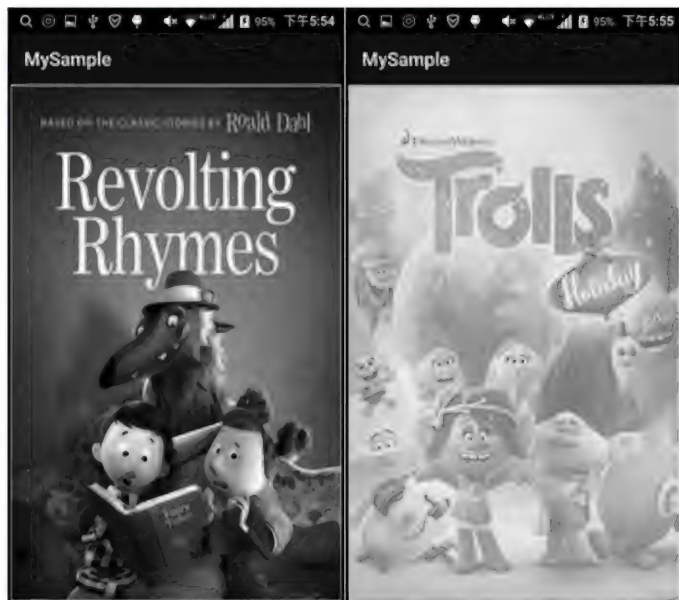 95% 下午5:54
MySample
BASED ON THE CLASSIC STORIES BY Roald Dahl
Revolting
Rhymes
95% 下午5:55
MySample
DreamWorks
Trolls
Holiday